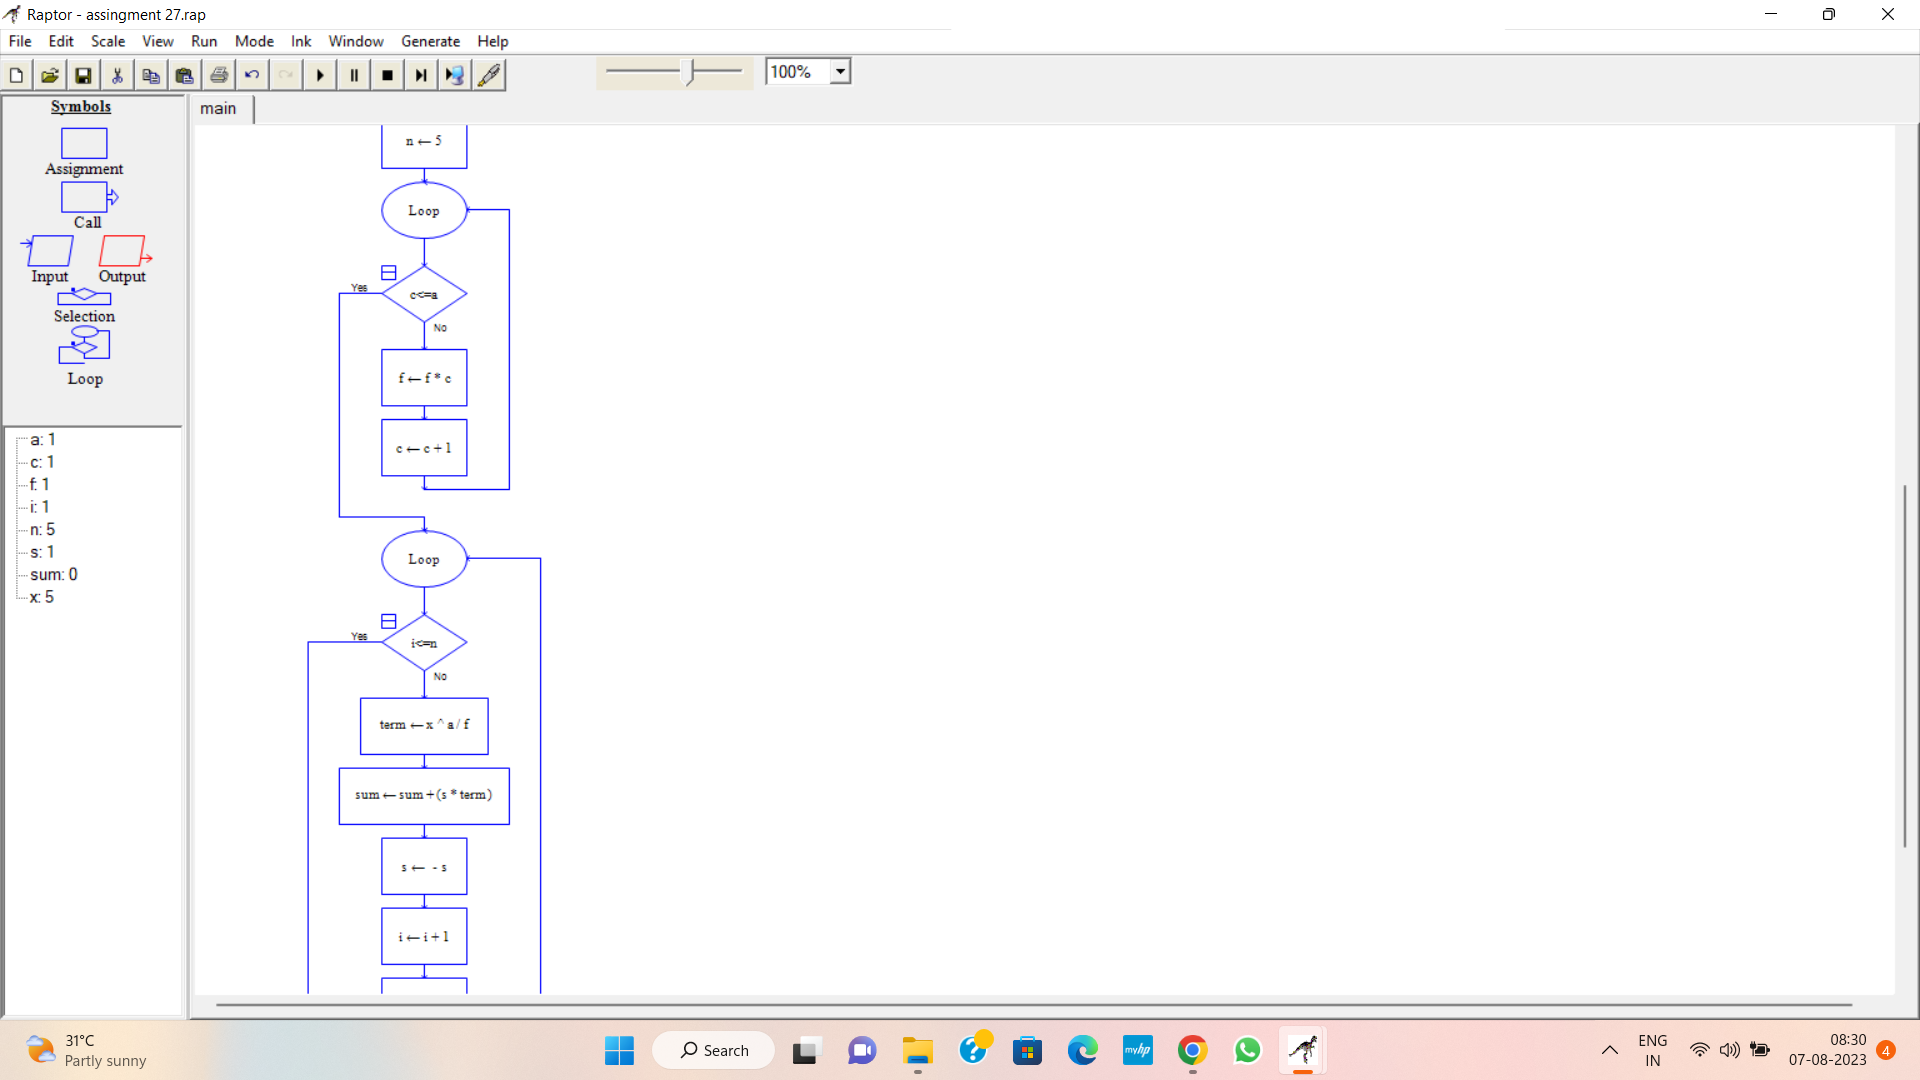 Raptor - assingment 27.rap
File Edit Scale View Run Mode Ink Window Generate Help
100%
Symbols
Assignment
Call
Input Output
Selection
Loop
a: 1
c: 1
f: 1
i: 1
n: 5
s: 1
sum: 0
x: 5
main
n ← 5
Loop
Yes
c<=a
No
f ← f * c
c ← c + 1
Loop
Yes
i<=n
No
term ← x ^ a / f
sum ← sum + (s * term)
s ← - s
i ← i + 1
31°C
Partly sunny
Search
myhp
ENG
IN
08:30
07-08-2023
4